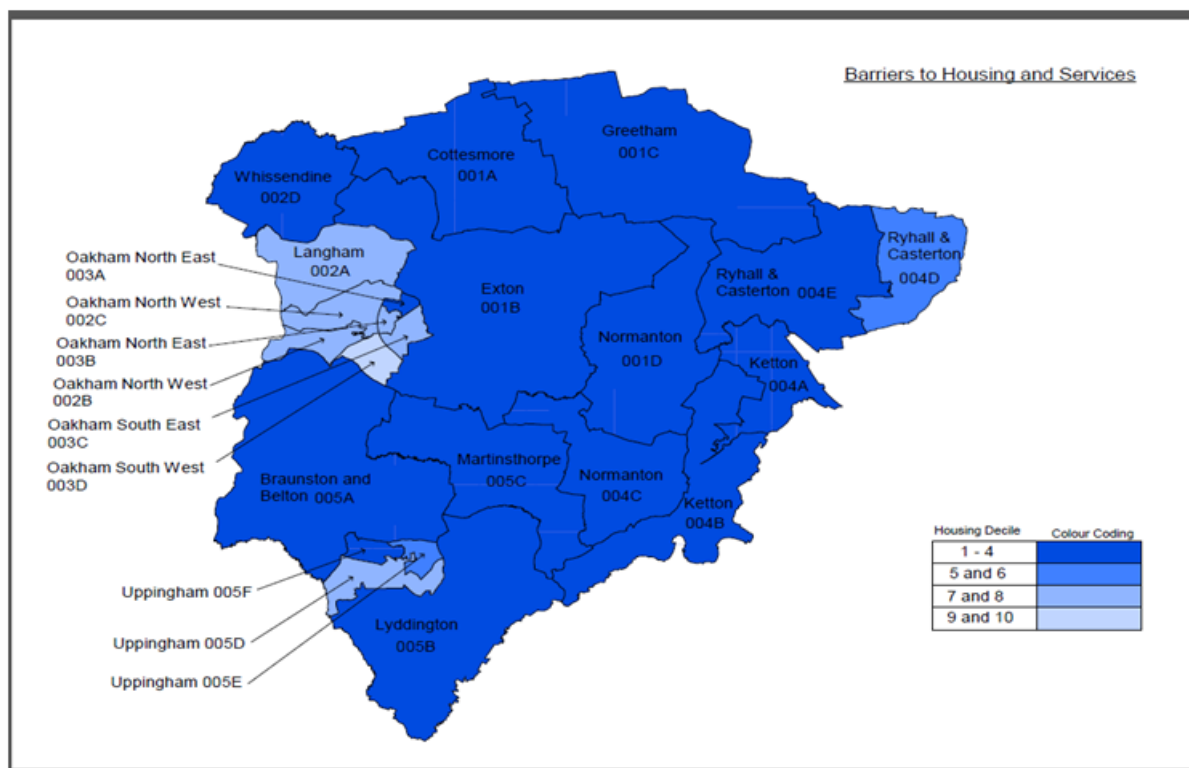 Barriers to Housing and Services
Greetham
001C
Cottesmore
001A
Whissendine
002D
Ryhall &
Casterton
004D
Langham
002A
Oakham North East
003A
Ryhall &
Casterton 004E
Exton
001B
Oakham North West
002C
Normanton
001D
Oakham North East
003B
Ketton
004A
Oakham North West
002B
Oakham South East
003C
Oakham South West
003D
Martinsthorpe
005C
Normanton
004C
Braunston and
Belton 005A
Ketton
004B
Housing Decile Colour Coding
1 - 4
5 and 6
7 and 8
9 and 10
Uppingham 005F
Lyddington
005B
Uppingham 005D
Uppingham 005E